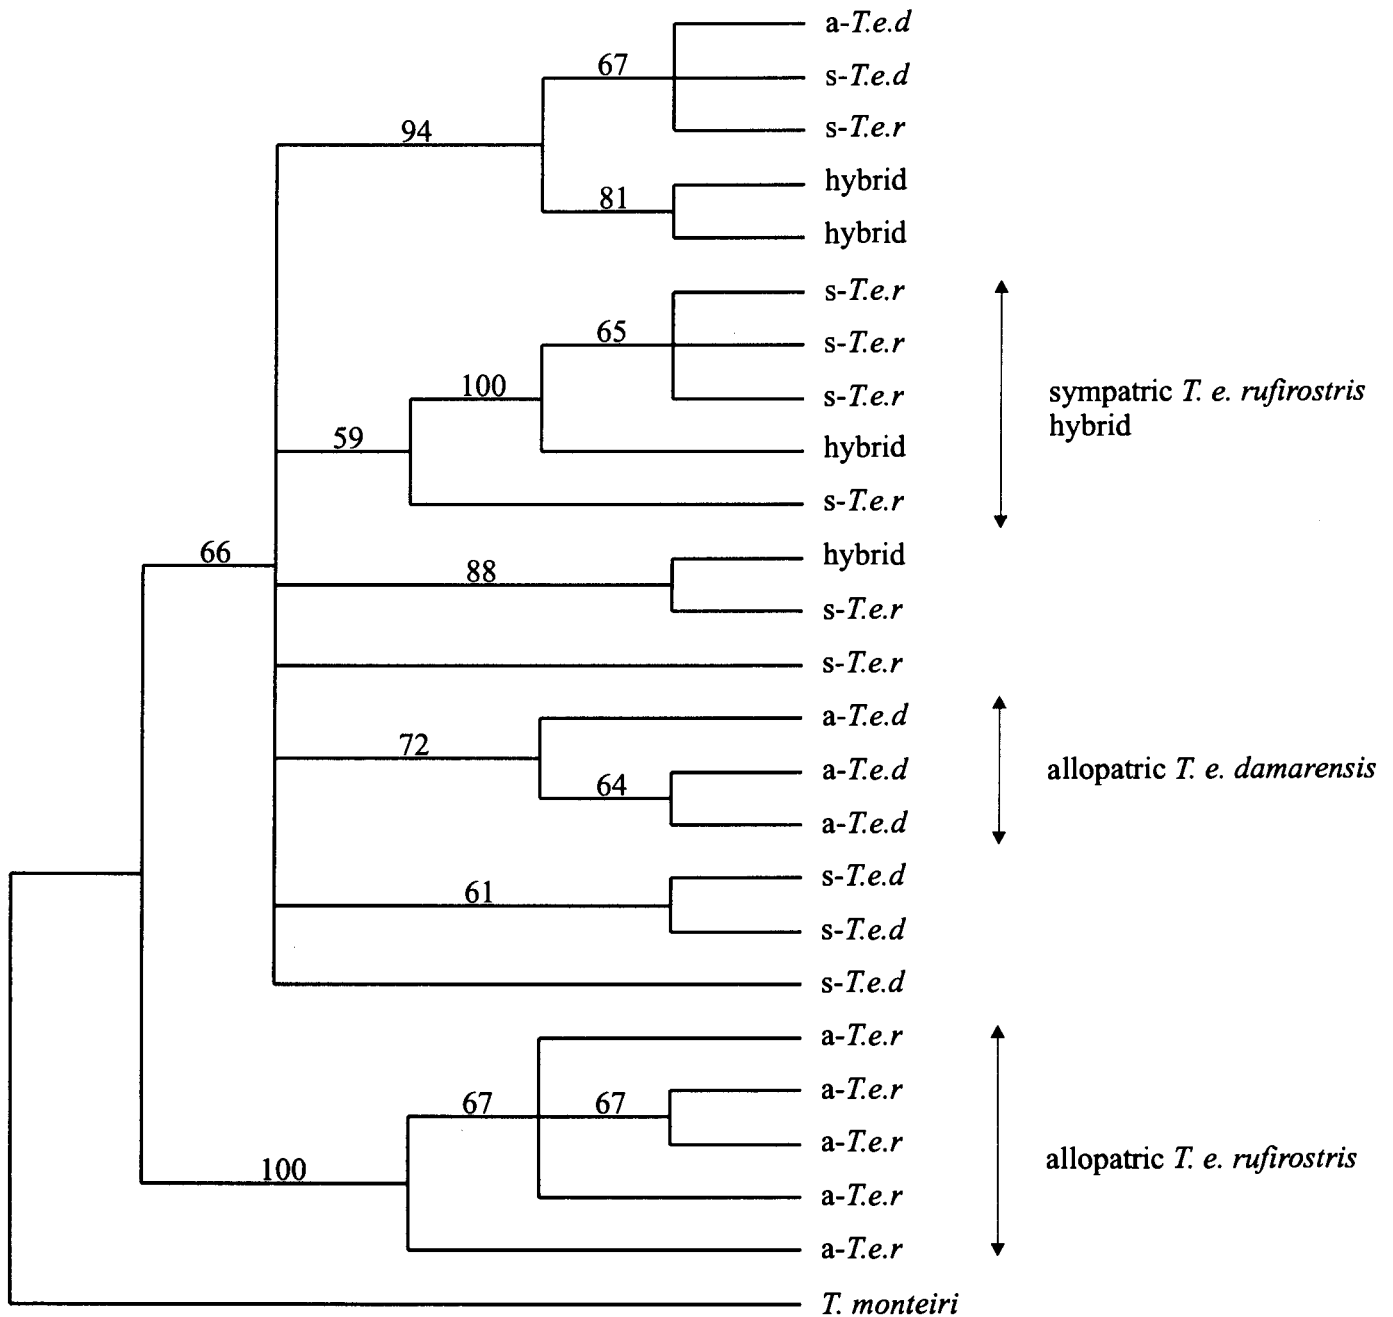 a-T.e.d
67
s-T.e.d
94
s-T.e.r
hybrid
81
hybrid
s-T.e.r
65
s-T.e.r
100
s-T.e.r
sympatric T. e. rufirostris
hybrid
59
hybrid
s-T.e.r
66
hybrid
88
s-T.e.r
s-T.e.r
a-T.e.d
72
a-T.e.d
allopatric T. e. damarensis
64
a-T.e.d
s-T.e.d
61
s-T.e.d
s-T.e.d
a-T.e.r
a-T.e.r
67
67
a-T.e.r
allopatric T. e. rufirostris
100
a-T.e.r
a-T.e.r
T. monteiri